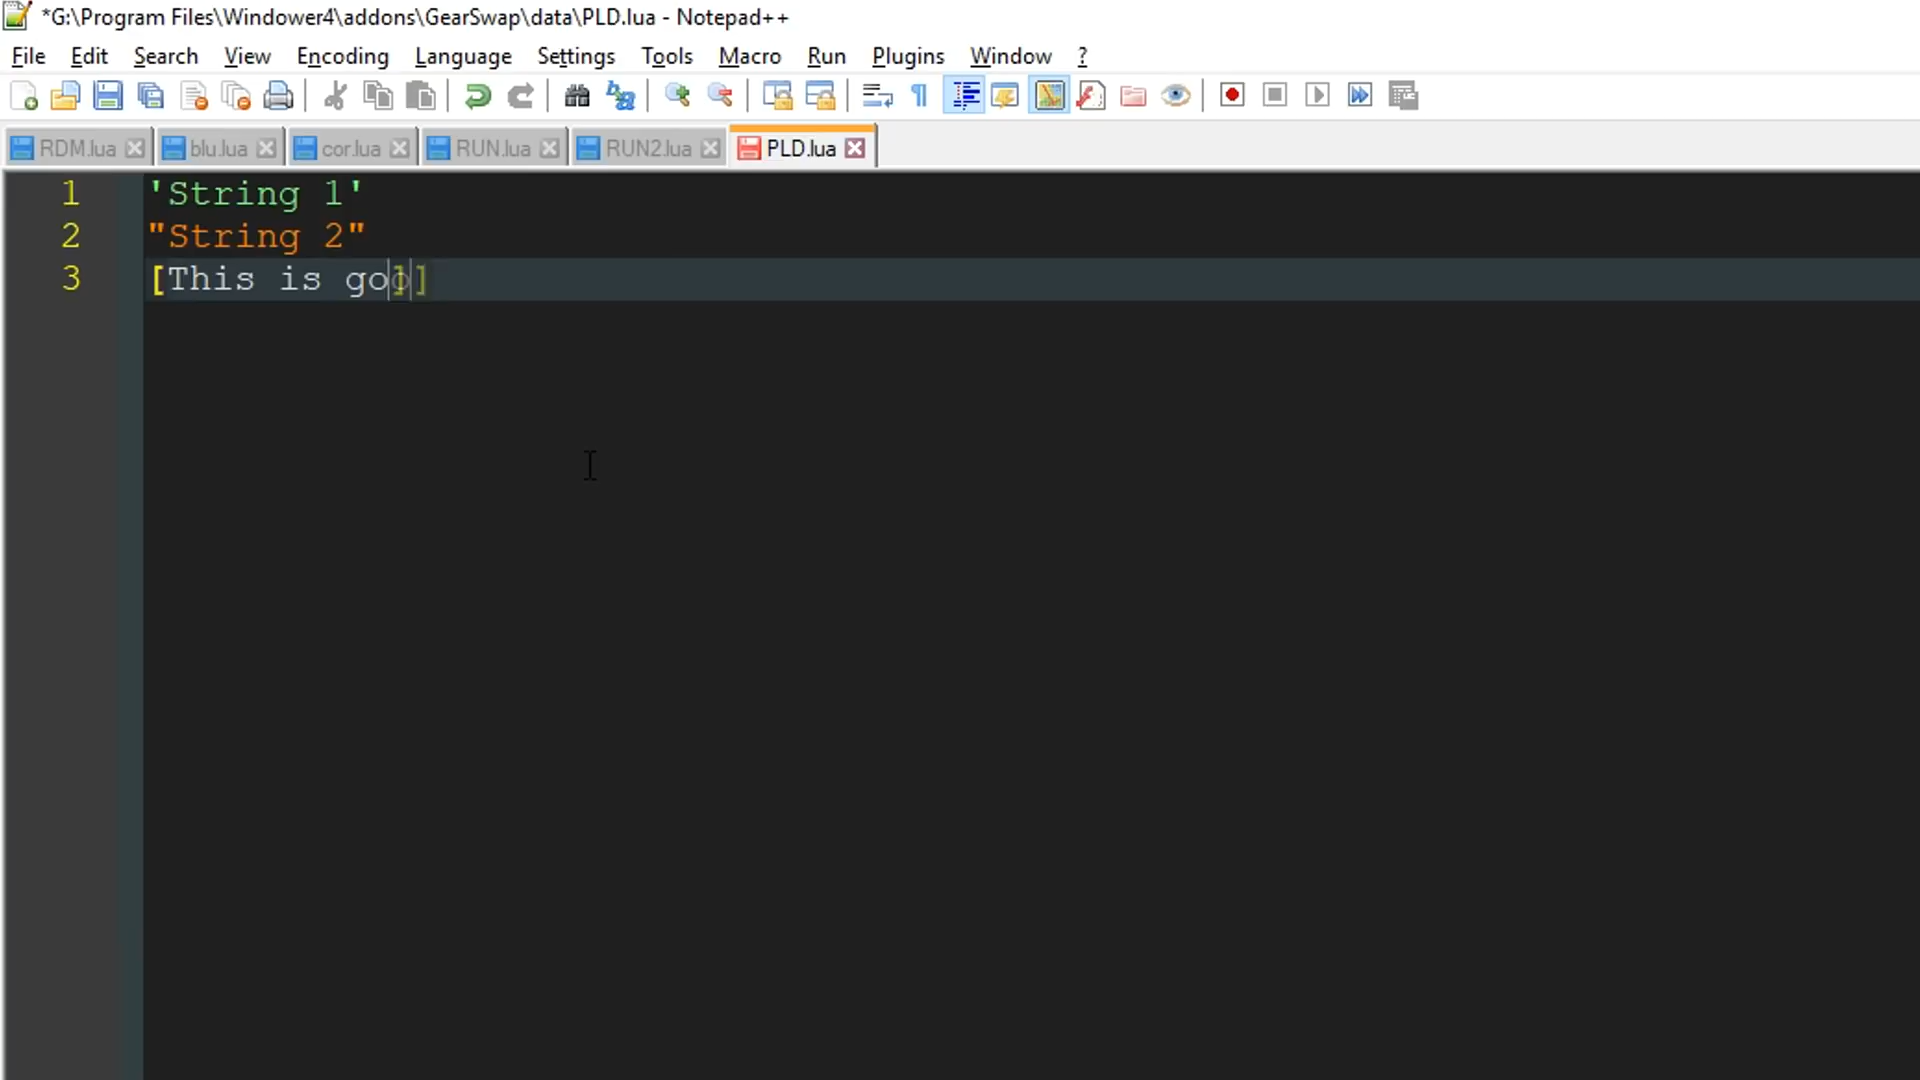 *G:\Program Files\Windower4\addons\GearSwap\data\PLD.lua - Notepad++
File Edit Search View Encoding Language Settings Tools Macro Run Plugins Window ?
RDM.lua blu.lua cor.lua RUN.lua RUN2.lua PLD.lua
1 'String 1'
2 "String 2"
3 [This is goo]